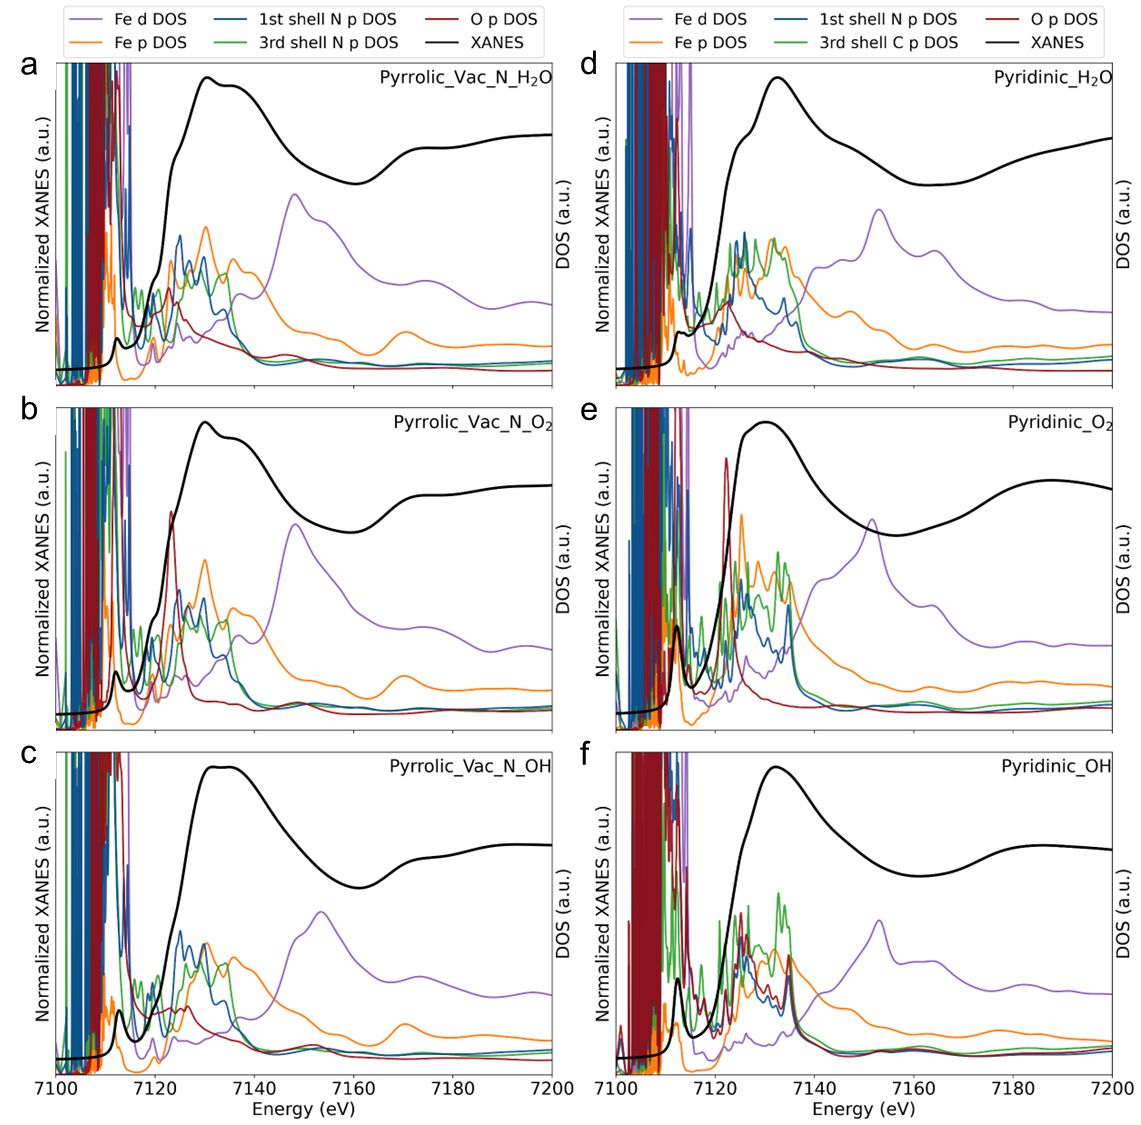 Fe d DOS 1st shell N p DOS O p DOS
Fe p DOS 3rd shell N p DOS XANES
Fe d DOS 1st shell N p DOS O p DOS
Fe p DOS 3rd shell C p DOS XANES
a
Pyrrolic_Vac_N_H₂O
Normalized XANES (a.u.)
DOS (a.u.)
d
Pyridinic_H₂O
Normalized XANES (a.u.)
DOS (a.u.)
b
Pyrrolic_Vac_N_O₂
Normalized XANES (a.u.)
DOS (a.u.)
e
Pyridinic_O₂
Normalized XANES (a.u.)
DOS (a.u.)
c
Pyrrolic_Vac_N_OH
Normalized XANES (a.u.)
DOS (a.u.)
7100 7120 7140 7160 7180 7200
Energy (eV)
f
Pyridinic_OH
Normalized XANES (a.u.)
DOS (a.u.)
7100 7120 7140 7160 7180 7200
Energy (eV)